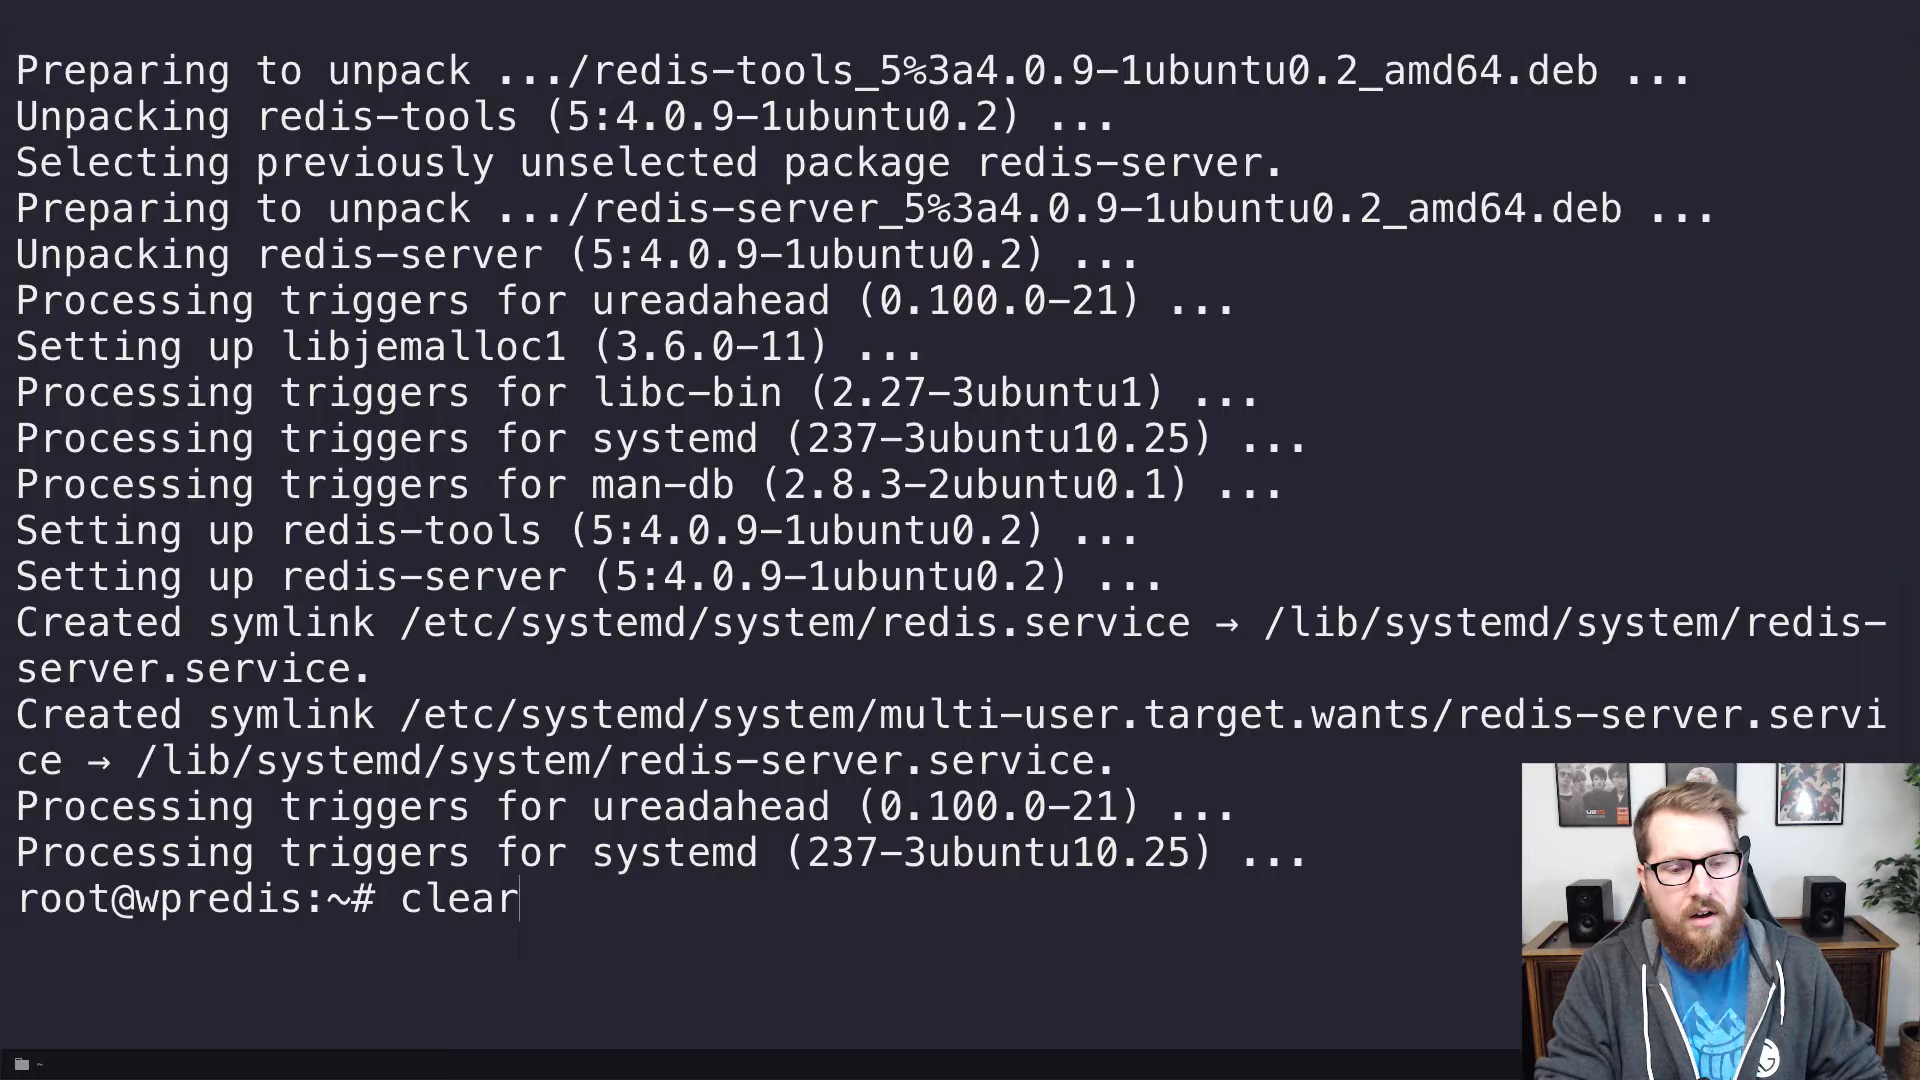 Preparing to unpack .../redis-tools_5%3a4.0.9-1ubuntu0.2_amd64.deb ...
Unpacking redis-tools (5:4.0.9-1ubuntu0.2) ...
Selecting previously unselected package redis-server.
Preparing to unpack .../redis-server_5%3a4.0.9-1ubuntu0.2_amd64.deb ...
Unpacking redis-server (5:4.0.9-1ubuntu0.2) ...
Processing triggers for ureadahead (0.100.0-21) ...
Setting up libjemalloc1 (3.6.0-11) ...
Processing triggers for libc-bin (2.27-3ubuntu1) ...
Processing triggers for systemd (237-3ubuntu10.25) ...
Processing triggers for man-db (2.8.3-2ubuntu0.1) ...
Setting up redis-tools (5:4.0.9-1ubuntu0.2) ...
Setting up redis-server (5:4.0.9-1ubuntu0.2) ...
Created symlink /etc/systemd/system/redis.service → /lib/systemd/system/redis-
server.service.
Created symlink /etc/systemd/system/multi-user.target.wants/redis-server.servi
ce → /lib/systemd/system/redis-server.service.
Processing triggers for ureadahead (0.100.0-21) ...
Processing triggers for systemd (237-3ubuntu10.25) ...
root@wpredis:~# clear
~